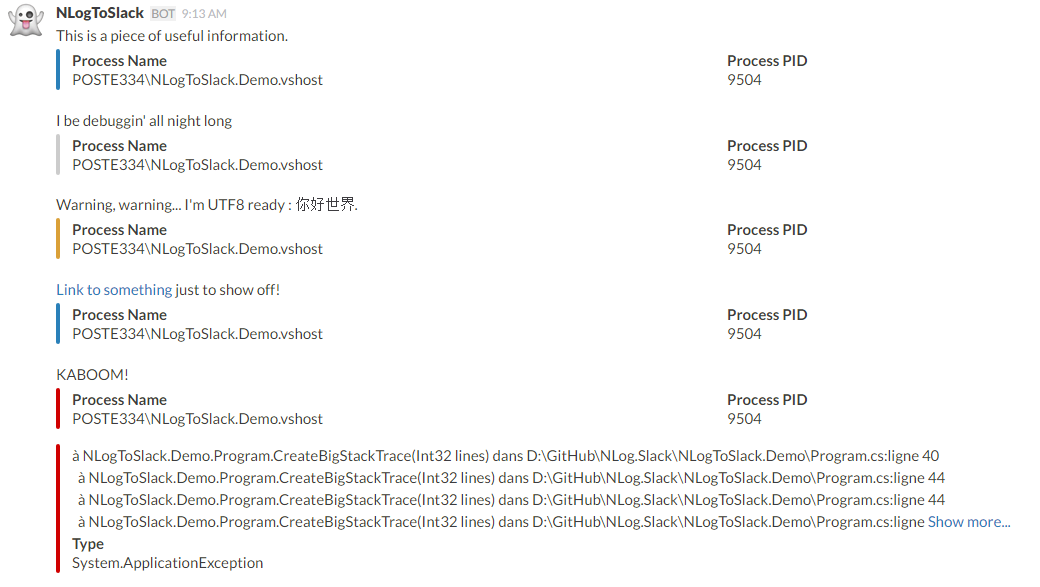 NLogToSlack BOT 9:13 AM
This is a piece of useful information.
Process Name Process PID
POSTE334\NLogToSlack.Demo.vshost 9504
I be debuggin' all night long
Process Name Process PID
POSTE334\NLogToSlack.Demo.vshost 9504
Warning, warning... I'm UTF8 ready : 你好世界.
Process Name Process PID
POSTE334\NLogToSlack.Demo.vshost 9504
Link to something just to show off!
Process Name Process PID
POSTE334\NLogToSlack.Demo.vshost 9504
KABOOM!
Process Name Process PID
POSTE334\NLogToSlack.Demo.vshost 9504
à NLogToSlack.Demo.Program.CreateBigStackTrace(Int32 lines) dans D:\GitHub\NLog.Slack\NLogToSlack.Demo\Program.cs:ligne 40
à NLogToSlack.Demo.Program.CreateBigStackTrace(Int32 lines) dans D:\GitHub\NLog.Slack\NLogToSlack.Demo\Program.cs:ligne 44
à NLogToSlack.Demo.Program.CreateBigStackTrace(Int32 lines) dans D:\GitHub\NLog.Slack\NLogToSlack.Demo\Program.cs:ligne 44
à NLogToSlack.Demo.Program.CreateBigStackTrace(Int32 lines) dans D:\GitHub\NLog.Slack\NLogToSlack.Demo\Program.cs:ligne Show more...
Type
System.ApplicationException